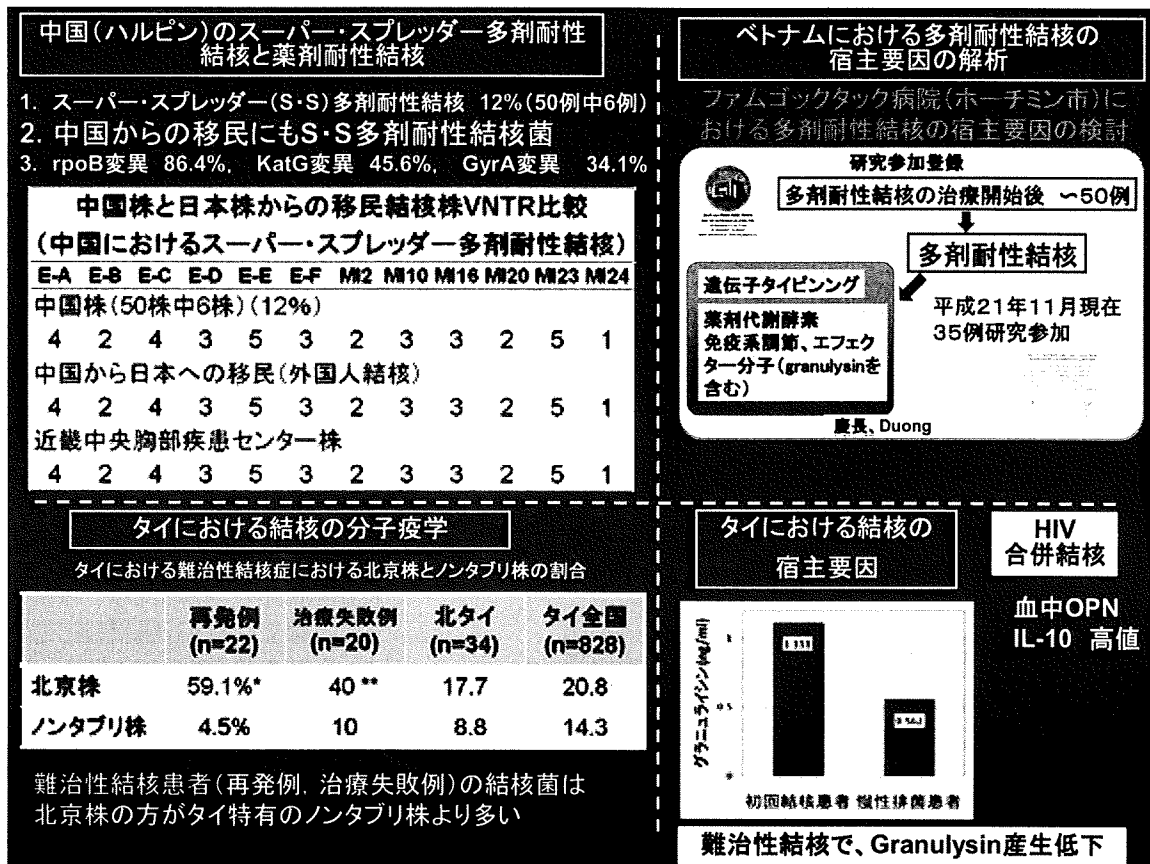 中国(ハルピン)のスーパー・スプレッダー多剤耐性
結核と薬剤耐性結核
1. スーパー・スプレッダー(S・S)多剤耐性結核 12%(50例中6例)
2. 中国からの移民にもS・S多剤耐性結核菌
3. rpoB変異 86.4%, KatG変異 45.6%, GyrA変異 34.1%
中国株と日本株からの移民結核株VNTR比較
(中国におけるスーパー・スプレッダー多剤耐性結核)
E-A E-B E-C E-D E-E E-F MI2 MI10 MI16 MI20 MI23 MI24
中国株(50株中6株)(12%)
4 2 4 3 5 3 2 3 3 2 5 1
中国から日本への移民(外国人結核)
4 2 4 3 5 3 2 3 3 2 5 1
近畿中央胸部疾患センター株
4 2 4 3 5 3 2 3 3 2 5 1
ベトナムにおける多剤耐性結核の
宿主要因の解析
ファムゴックタック病院(ホーチミン市)に
おける多剤耐性結核の宿主要因の検討
研究参加登録
多剤耐性結核の治療開始後 ~50例
多剤耐性結核
遺伝子タイピンング
薬剤代謝酵素
免疫系調節、エフェク
ター分子(granulysinを
含む)
平成21年11月現在
35例研究参加
慶長、Duong
タイにおける結核の分子疫学
タイにおける難治性結核症における北京株とノンタブリ株の割合
再発例 治療失敗例 北タイ タイ全国
(n=22) (n=20) (n=34) (n=828)
北京株 59.1%* 40 ** 17.7 20.8
ノンタブリ株 4.5% 10 8.8 14.3
難治性結核患者(再発例, 治療失敗例)の結核菌は
北京株の方がタイ特有のノンタブリ株より多い
タイにおける結核の
宿主要因
HIV
合併結核
血中OPN
IL-10 高値
グラニュライシン(ng/ml)
1
0.5
0
初回結核患者 慢性排菌患者
難治性結核で、Granulysin産生低下